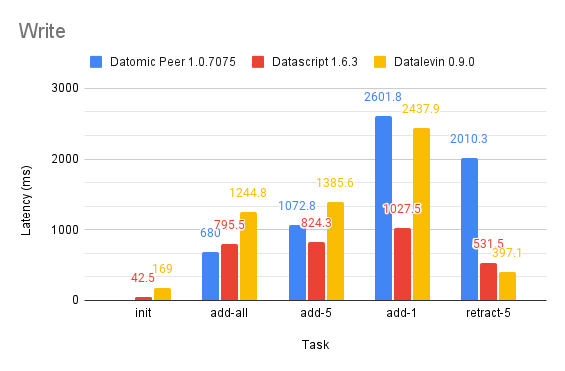 Write
Datomic Peer 1.0.7075 Datascript 1.6.3 Datalevin 0.9.0
3000
2000
1000
0
Latency (ms)
42.5 169
680 795.5 1244.8
1072.8 824.3 1385.6
2601.8 1027.5 2437.9
2010.3 531.5 397.1
init add-all add-5 add-1 retract-5
Task